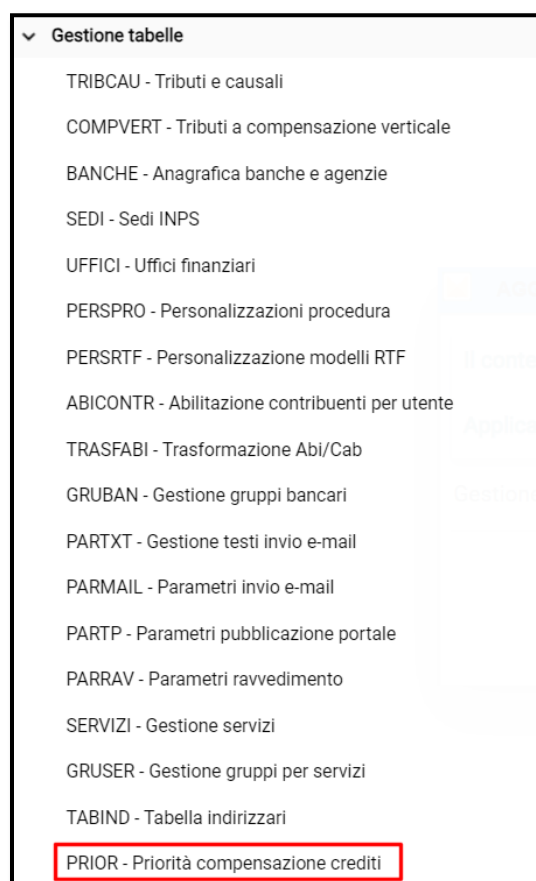 Gestione tabelle
TRIBCAU - Tributi e causali
COMPVERT - Tributi a compensazione verticale
BANCHE - Anagrafica banche e agenzie
SEDI - Sedi INPS
UFFICI - Uffici finanziari
PERSPRO - Personalizzazioni procedura
PERSRTF - Personalizzazione modelli RTF
ABICONTR - Abilitazione contribuenti per utente
TRASFABI - Trasformazione Abi/Cab
GRUBAN - Gestione gruppi bancari
PARTXT - Gestione testi invio e-mail
PARMAIL - Parametri invio e-mail
PARTP - Parametri pubblicazione portale
PARRAV - Parametri ravvedimento
SERVIZI - Gestione servizi
GRUSER - Gestione gruppi per servizi
TABIND - Tabella indirizzari
PRIOR - Priorità compensazione crediti